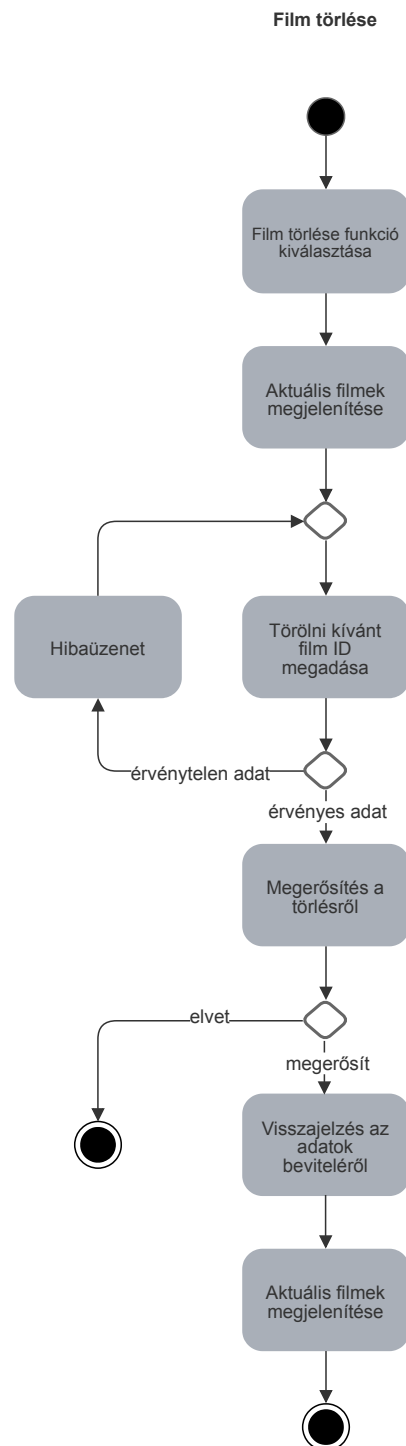 Film törlése
Film törlése funkció
kiválasztása
Aktuális filmek
megjelenítése
Hibaüzenet
Törölni kívánt
film ID
megadása
érvénytelen adat
érvényes adat
Megerősítés a
törlésről
elvet
megerősít
Visszajelzés az
adatok
beviteléről
Aktuális filmek
megjelenítése